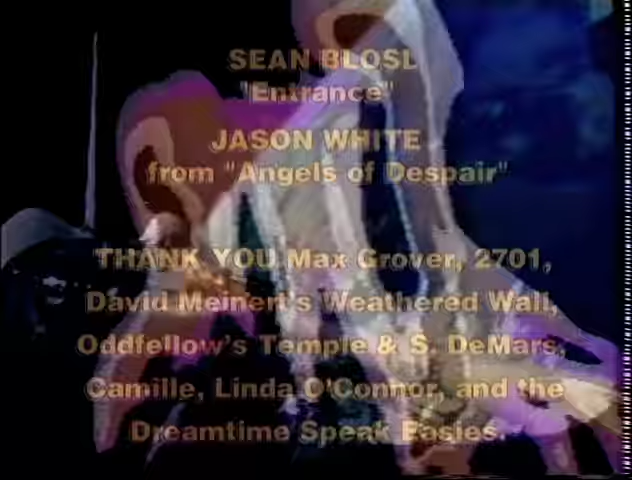 SEAN BLOSL
"Entrance"
JASON WHITE
from "Angels of Despair"
THANK YOU Max Grover, 2701,
David Meinert's Weathered Wall,
Oddfellow's Temple & S. DeMars,
Camille, Linda O'Connor, and the
Dreamtime Speak Easies.